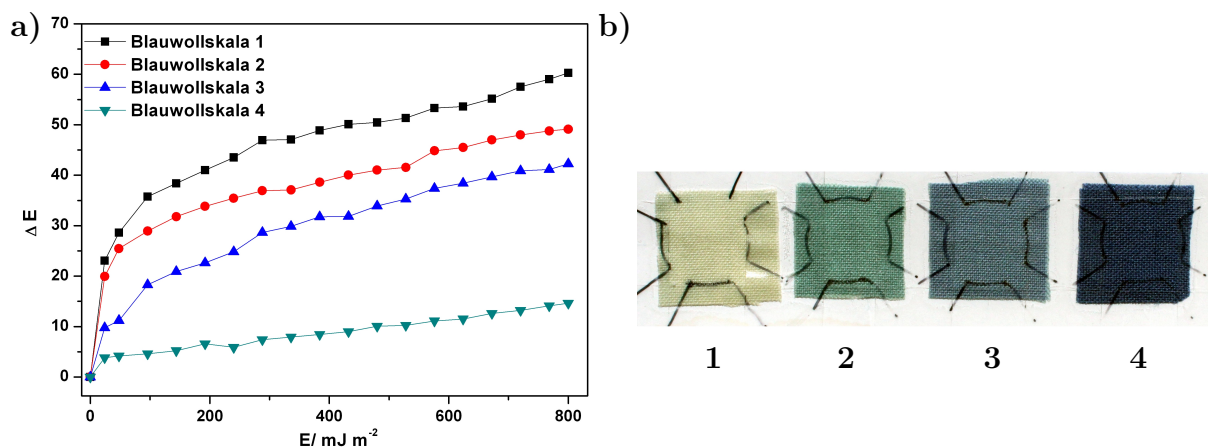 a)
70
60
50
40
30
20
10
0
Δ E
Blauwollskala 1
Blauwollskala 2
Blauwollskala 3
Blauwollskala 4
0 200 400 600 800
E/ mJ m⁻²
b)
1 2 3 4